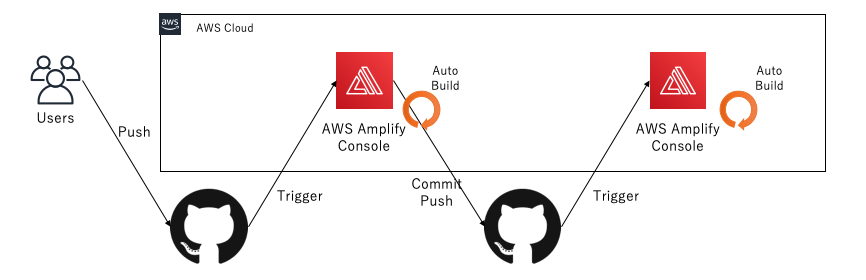 aws
AWS Cloud
Users
Push
Auto
Build
AWS Amplify
Console
Trigger
Commit
Push
Auto
Build
AWS Amplify
Console
Trigger